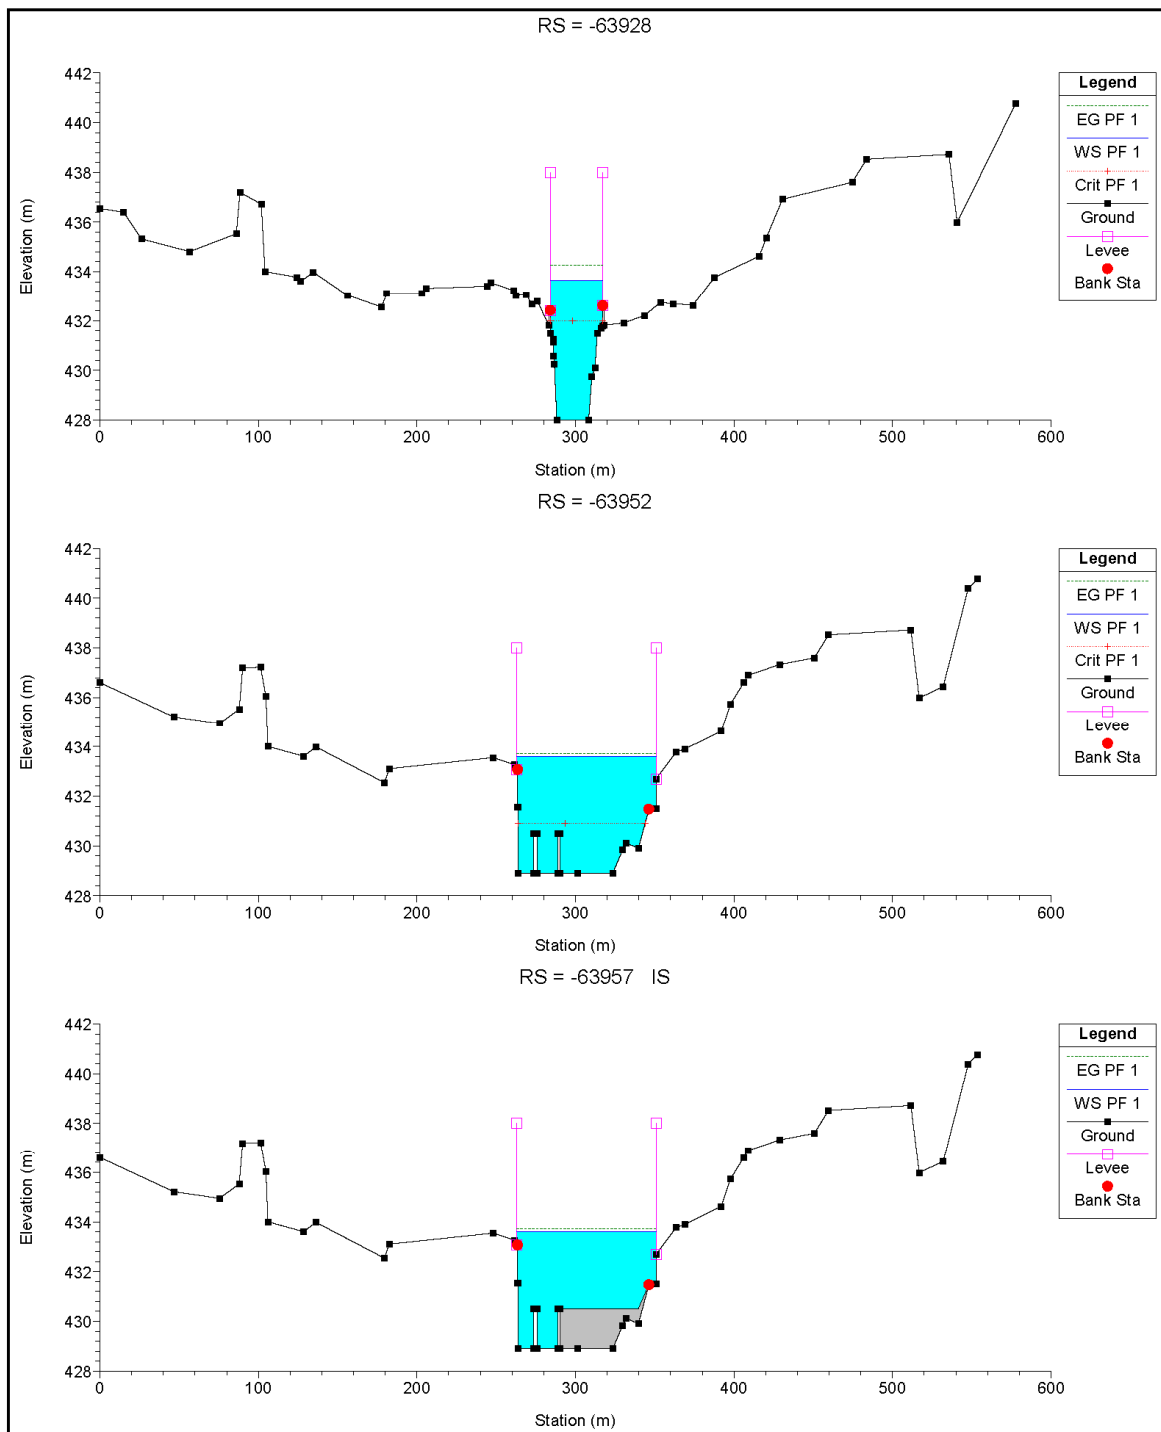 RS = -63928
442
440
438
436
434
432
430
428
0
100
200
300
400
500
600
Elevation (m)
Station (m)
Legend
EG PF 1
WS PF 1
Crit PF 1
Ground
Levee
Bank Sta
RS = -63952
442
440
438
436
434
432
430
428
0
100
200
300
400
500
600
Elevation (m)
Station (m)
Legend
EG PF 1
WS PF 1
Crit PF 1
Ground
Levee
Bank Sta
RS = -63957 IS
442
440
438
436
434
432
430
428
0
100
200
300
400
500
600
Elevation (m)
Station (m)
Legend
EG PF 1
WS PF 1
Ground
Levee
Bank Sta